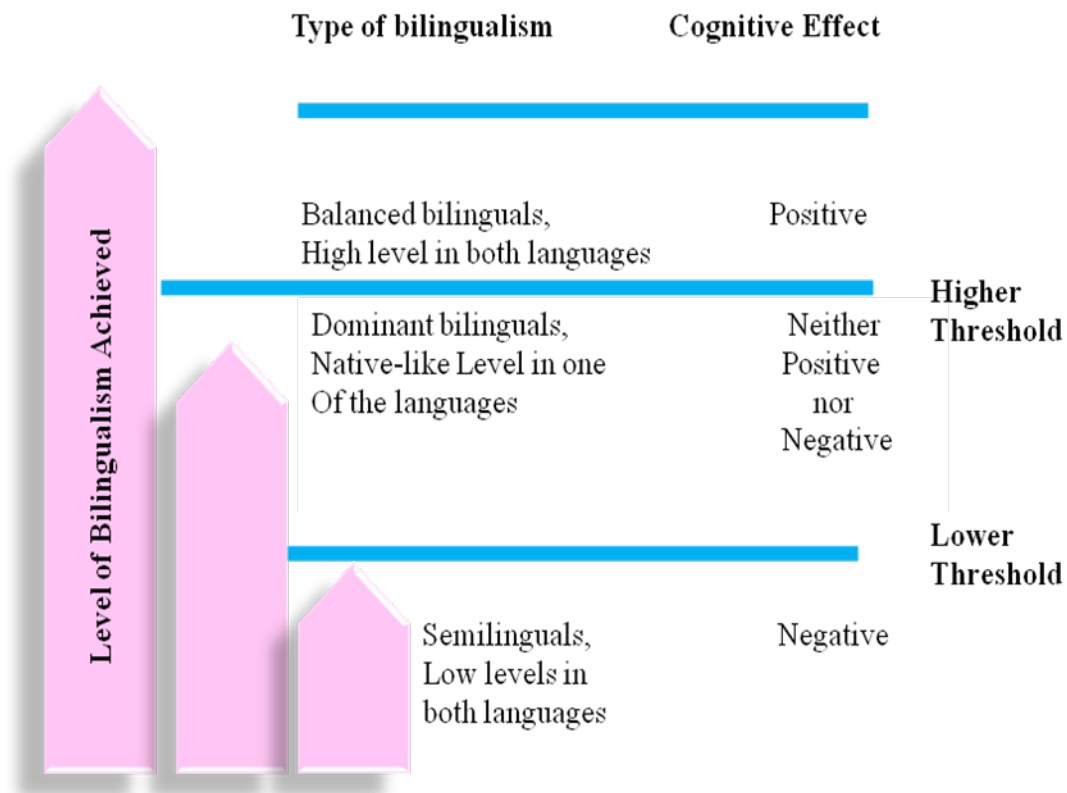 Type of bilingualism
Cognitive Effect
Level of Bilingualism Achieved
Balanced bilinguals,
High level in both languages
Positive
Higher
Threshold
Dominant bilinguals,
Native-like Level in one
Of the languages
Neither
Positive
nor
Negative
Lower
Threshold
Semilinguals,
Low levels in
both languages
Negative